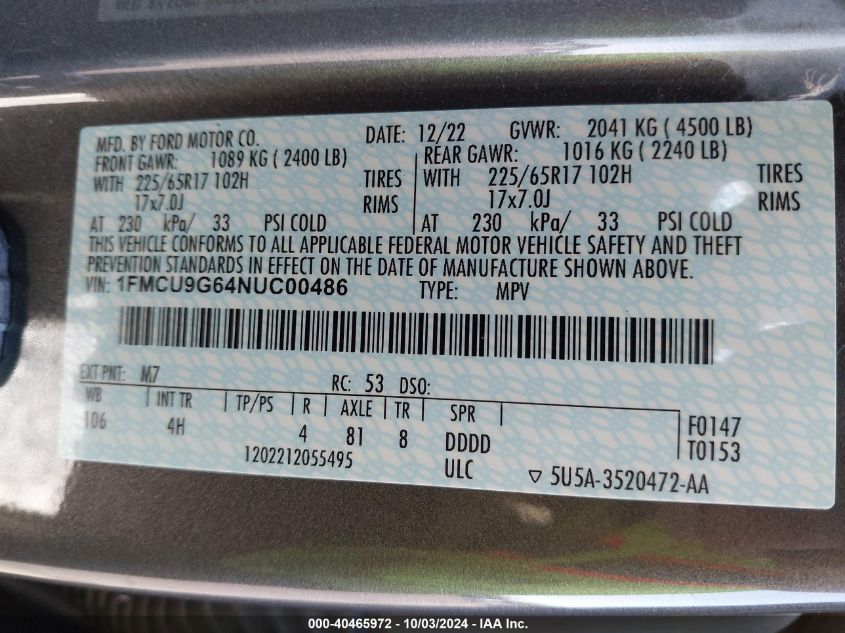 MFD. BY FORD MOTOR CO. DATE: 12/22 GVWR: 2041 KG ( 4500 LB)
FRONT GAWR: 1089 KG ( 2400 LB) REAR GAWR: 1016 KG ( 2240 LB)
WITH 225/65R17 102H TIRES WITH 225/65R17 102H TIRES
17x7.0J RIMS 17x7.0J RIMS
AT 230 kPa/ 33 PSI COLD AT 230 kPa/ 33 PSI COLD
THIS VEHICLE CONFORMS TO ALL APPLICABLE FEDERAL MOTOR VEHICLE SAFETY AND THEFT
PREVENTION STANDARDS IN EFFECT ON THE DATE OF MANUFACTURE SHOWN ABOVE.
VIN: 1FMCU9G64NUC00486 TYPE: MPV
EXT PNT: M7 RC: 53 DSO:
WB INT TR TP/PS R AXLE TR SPR F0147
106 4H 4 81 8 DDDD T0153
1202212055495 ULC ▽ 5U5A-3520472-AA
000-40465972 - 10/03/2024 - IAA Inc.